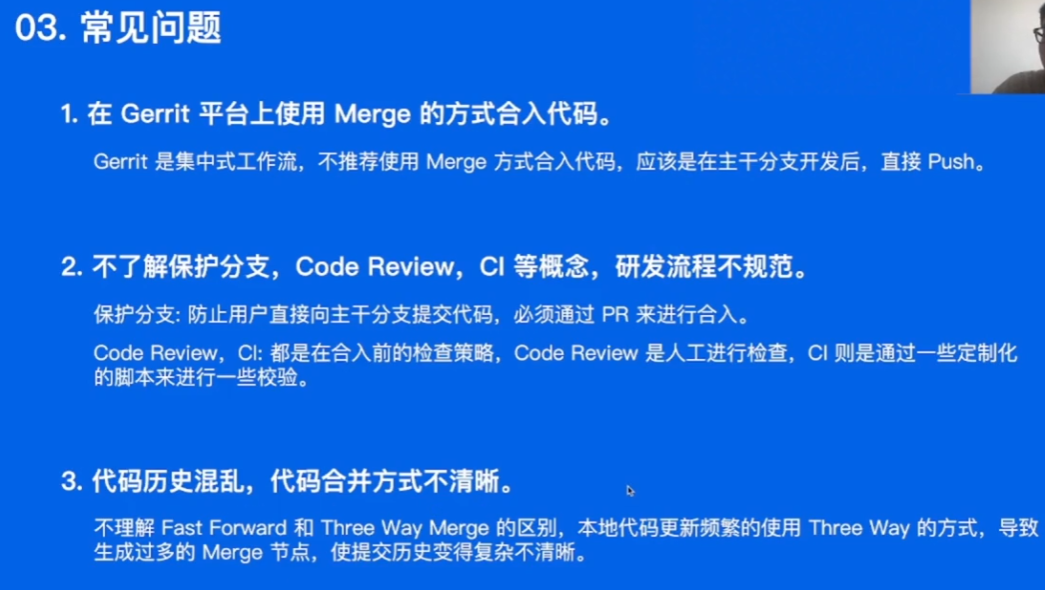 03. 常见问题
1. 在 Gerrit 平台上使用 Merge 的方式合入代码。
Gerrit 是集中式工作流，不推荐使用 Merge 方式合入代码，应该是在主干分支开发后，直接 Push。
2. 不了解保护分支，Code Review，CI 等概念，研发流程不规范。
保护分支: 防止用户直接向主干分支提交代码，必须通过 PR 来进行合入。
Code Review，CI: 都是在合入前的检查策略，Code Review 是人工进行检查，CI 则是通过一些定制化
的脚本来进行一些校验。
3. 代码历史混乱，代码合并方式不清晰。
不理解 Fast Forward 和 Three Way Merge 的区别，本地代码更新频繁的使用 Three Way 的方式，导致
生成过多的 Merge 节点，使提交历史变得复杂不清晰。